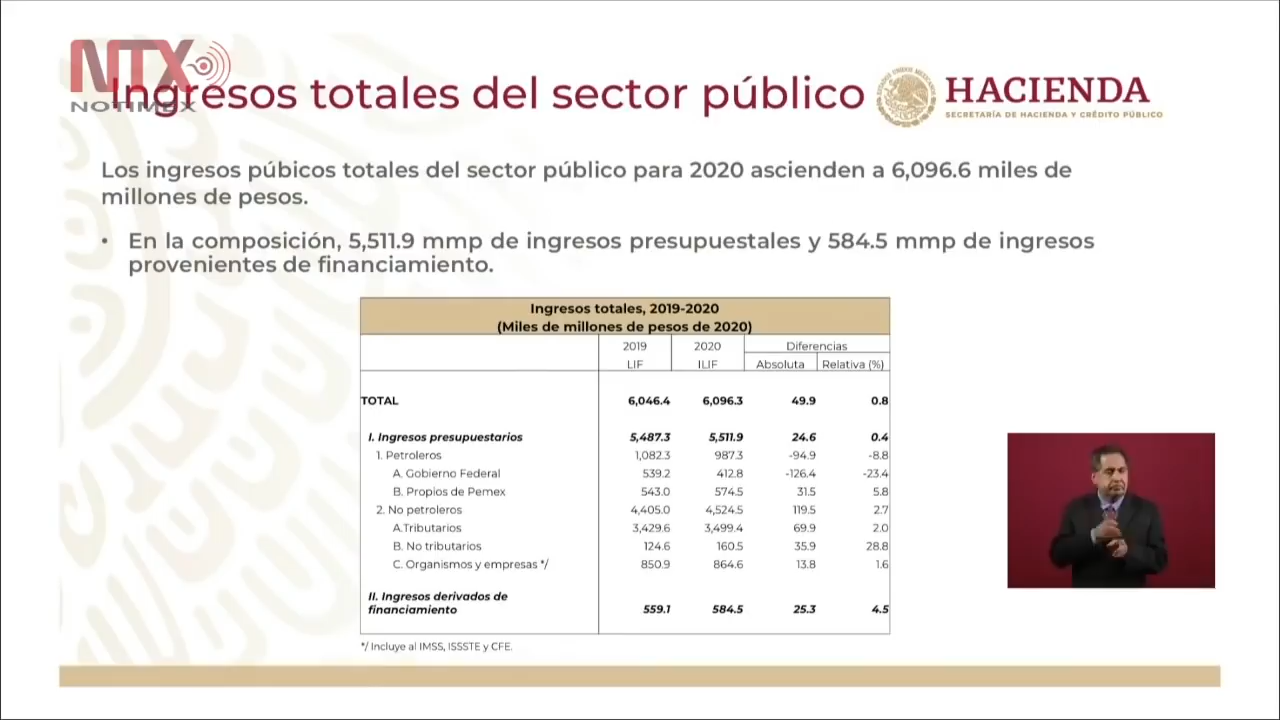 NTX
NOTIMEX
Ingresos totales del sector público
HACIENDA
SECRETARÍA DE HACIENDA Y CRÉDITO PÚBLICO
Los ingresos púbicos totales del sector público para 2020 ascienden a 6,096.6 miles de
millones de pesos.
• En la composición, 5,511.9 mmp de ingresos presupuestales y 584.5 mmp de ingresos
provenientes de financiamiento.
Ingresos totales, 2019-2020
(Miles de millones de pesos de 2020)
2019 2020 Diferencias
LIF ILIF Absoluta Relativa (%)
TOTAL 6,046.4 6,096.3 49.9 0.8
I. Ingresos presupuestarios 5,487.3 5,511.9 24.6 0.4
1. Petroleros 1,082.3 987.3 -94.9 -8.8
A. Gobierno Federal 539.2 412.8 -126.4 -23.4
B. Propios de Pemex 543.0 574.5 31.5 5.8
2. No petroleros 4,405.0 4,524.5 119.5 2.7
A.Tributarios 3,429.6 3,499.4 69.9 2.0
B. No tributarios 124.6 160.5 35.9 28.8
C. Organismos y empresas */ 850.9 864.6 13.8 1.6
II. Ingresos derivados de
financiamiento 559.1 584.5 25.3 4.5
*/ Incluye al IMSS, ISSSTE y CFE.